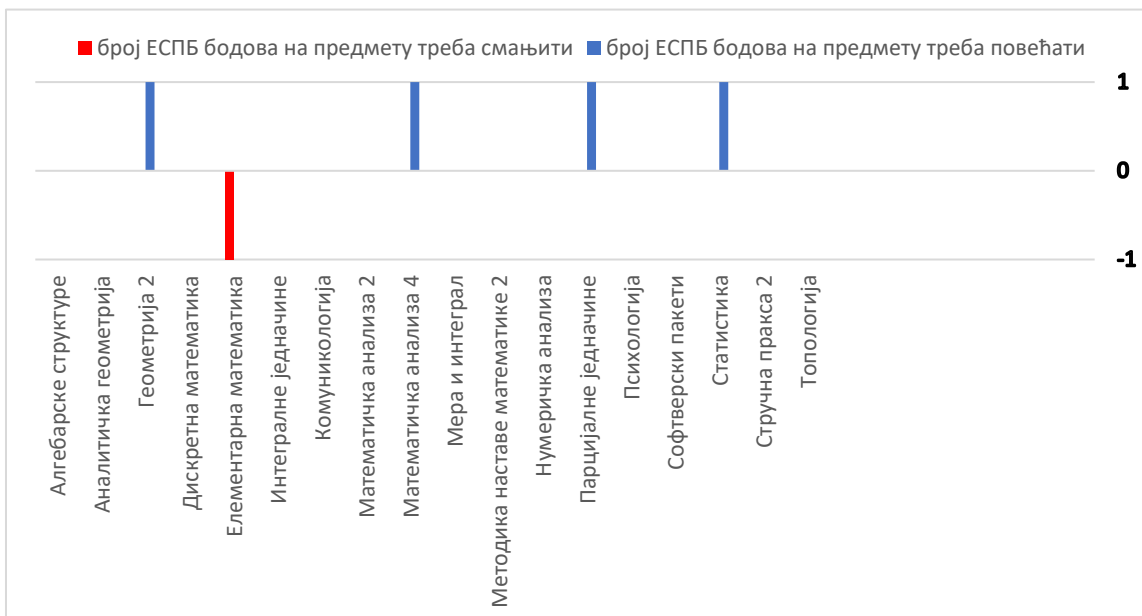 број ЕСПБ бодова на предмету треба смањити
број ЕСПБ бодова на предмету треба повећати
1
0
-1
Алгебарске структуре
Аналитичка геометрија
Геометрија 2
Дискретна математика
Елементарна математика
Интегралне једначине
Комуникологија
Математичка анализа 2
Математичка анализа 4
Мера и интеграл
Методика наставе математике 2
Нумеричка анализа
Парцијалне једначине
Психологија
Софтверски пакети
Статистика
Стручна пракса 2
Топологија